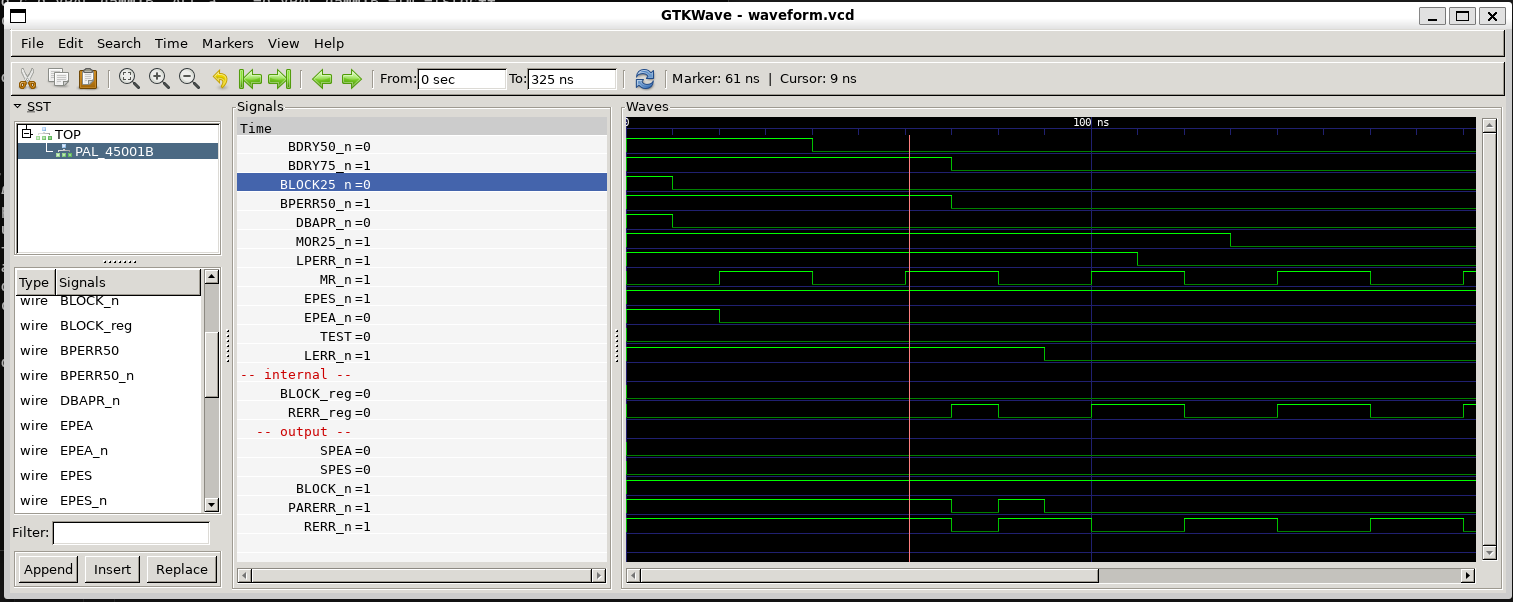 GTKWave - waveform.vcd
File Edit Search Time Markers View Help
From: 0 sec To: 325 ns Marker: 61 ns | Cursor: 9 ns
SST
TOP
PAL_45001B
Type Signals
wire BLOCK_n
wire BLOCK_reg
wire BPERR50
wire BPERR50_n
wire DBAPR_n
wire EPEA
wire EPEA_n
wire EPES
wire EPES_n
Filter:
Append Insert Replace
Signals
Time
BDRY50_n=0
BDRY75_n=1
BLOCK25_n=0
BPERR50_n=1
DBAPR_n=0
MOR25_n=1
LPERR_n=1
MR_n=1
EPES_n=1
EPEA_n=0
TEST=0
LERR_n=1
-- internal --
BLOCK_reg=0
RERR_reg=0
-- output --
SPEA=0
SPES=0
BLOCK_n=1
PARERR_n=1
RERR_n=1
Waves
0 100 ns